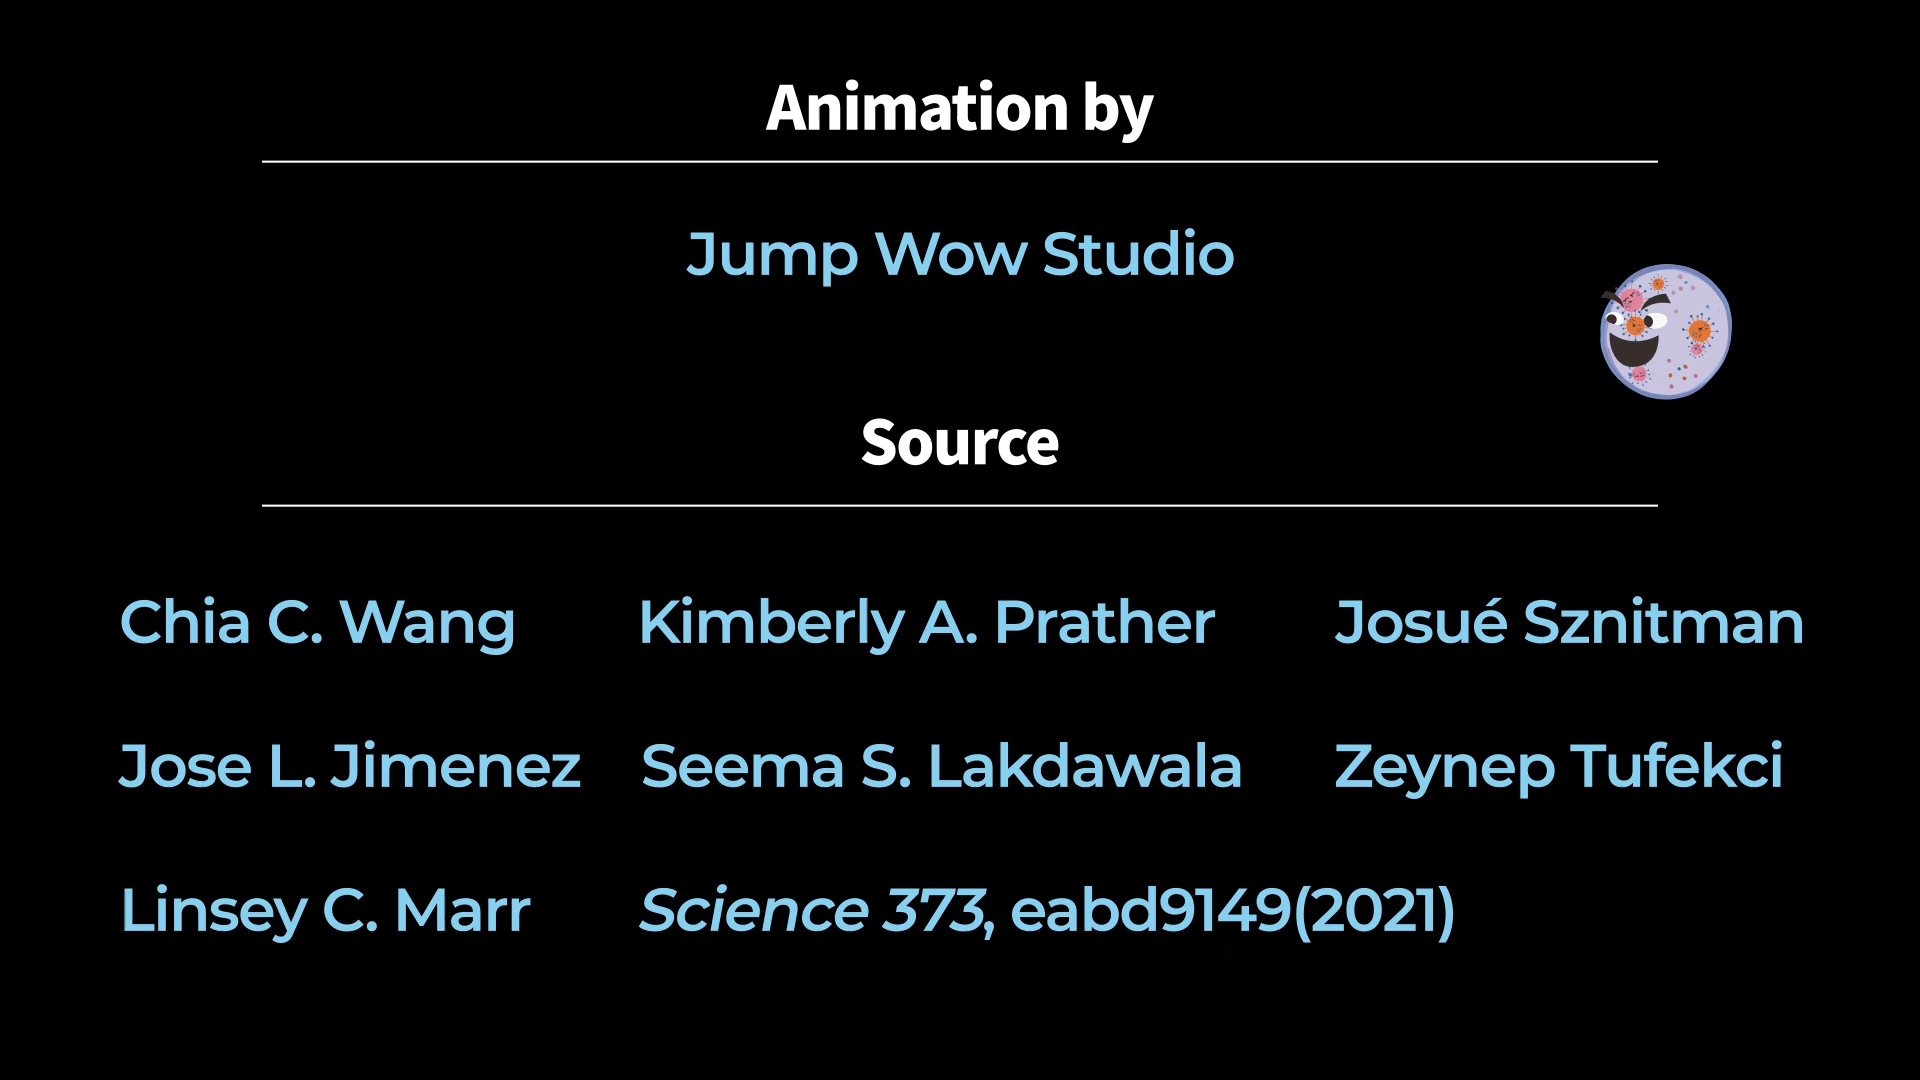 Animation by
Jump Wow Studio
Source
Chia C. Wang Kimberly A. Prather Josué Sznitman
Jose L. Jimenez Seema S. Lakdawala Zeynep Tufekci
Linsey C. Marr Science 373, eabd9149(2021)